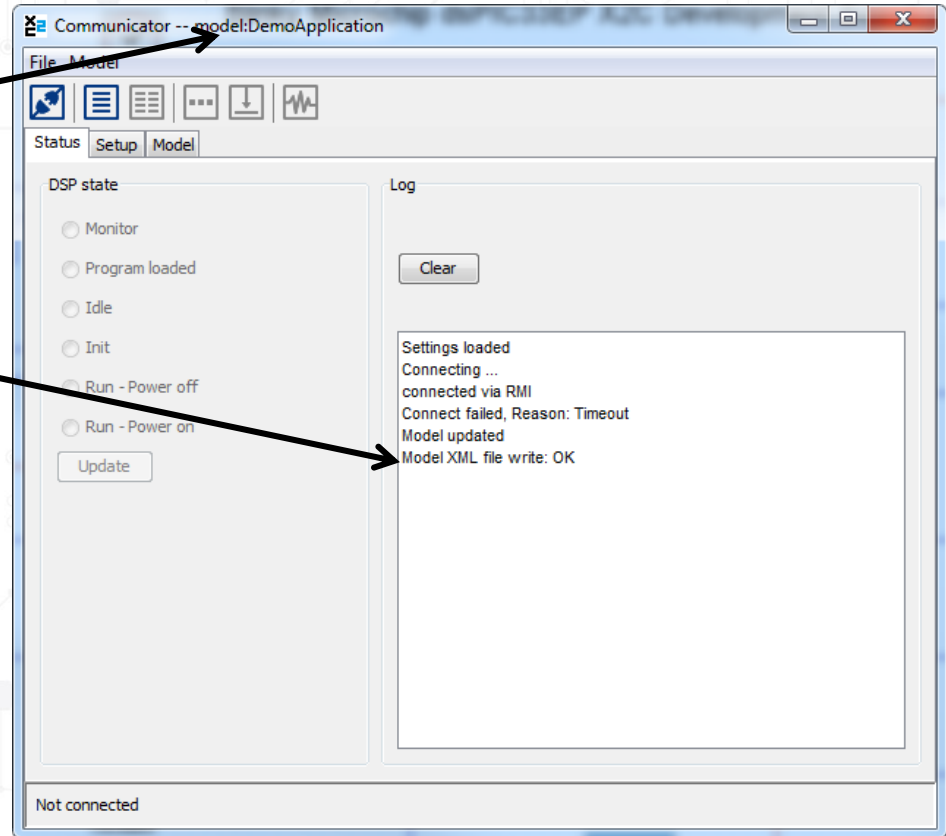 Communicator -- model:DemoApplication
File Model
Status Setup Model
DSP state
Monitor
Program loaded
Idle
Init
Run - Power off
Run - Power on
Update
Log
Clear
Settings loaded
Connecting ...
connected via RMI
Connect failed, Reason: Timeout
Model updated
Model XML file write: OK
Not connected